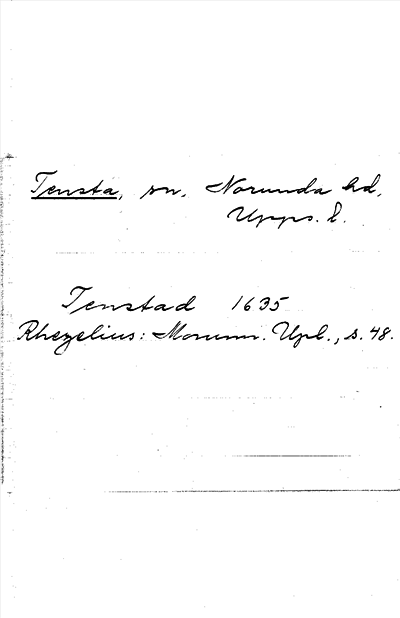 Tensta, sn, Norunda hd,
Upps. l.
Tenstad 1635
Rhezelius: Monum. Upl., s. 48.